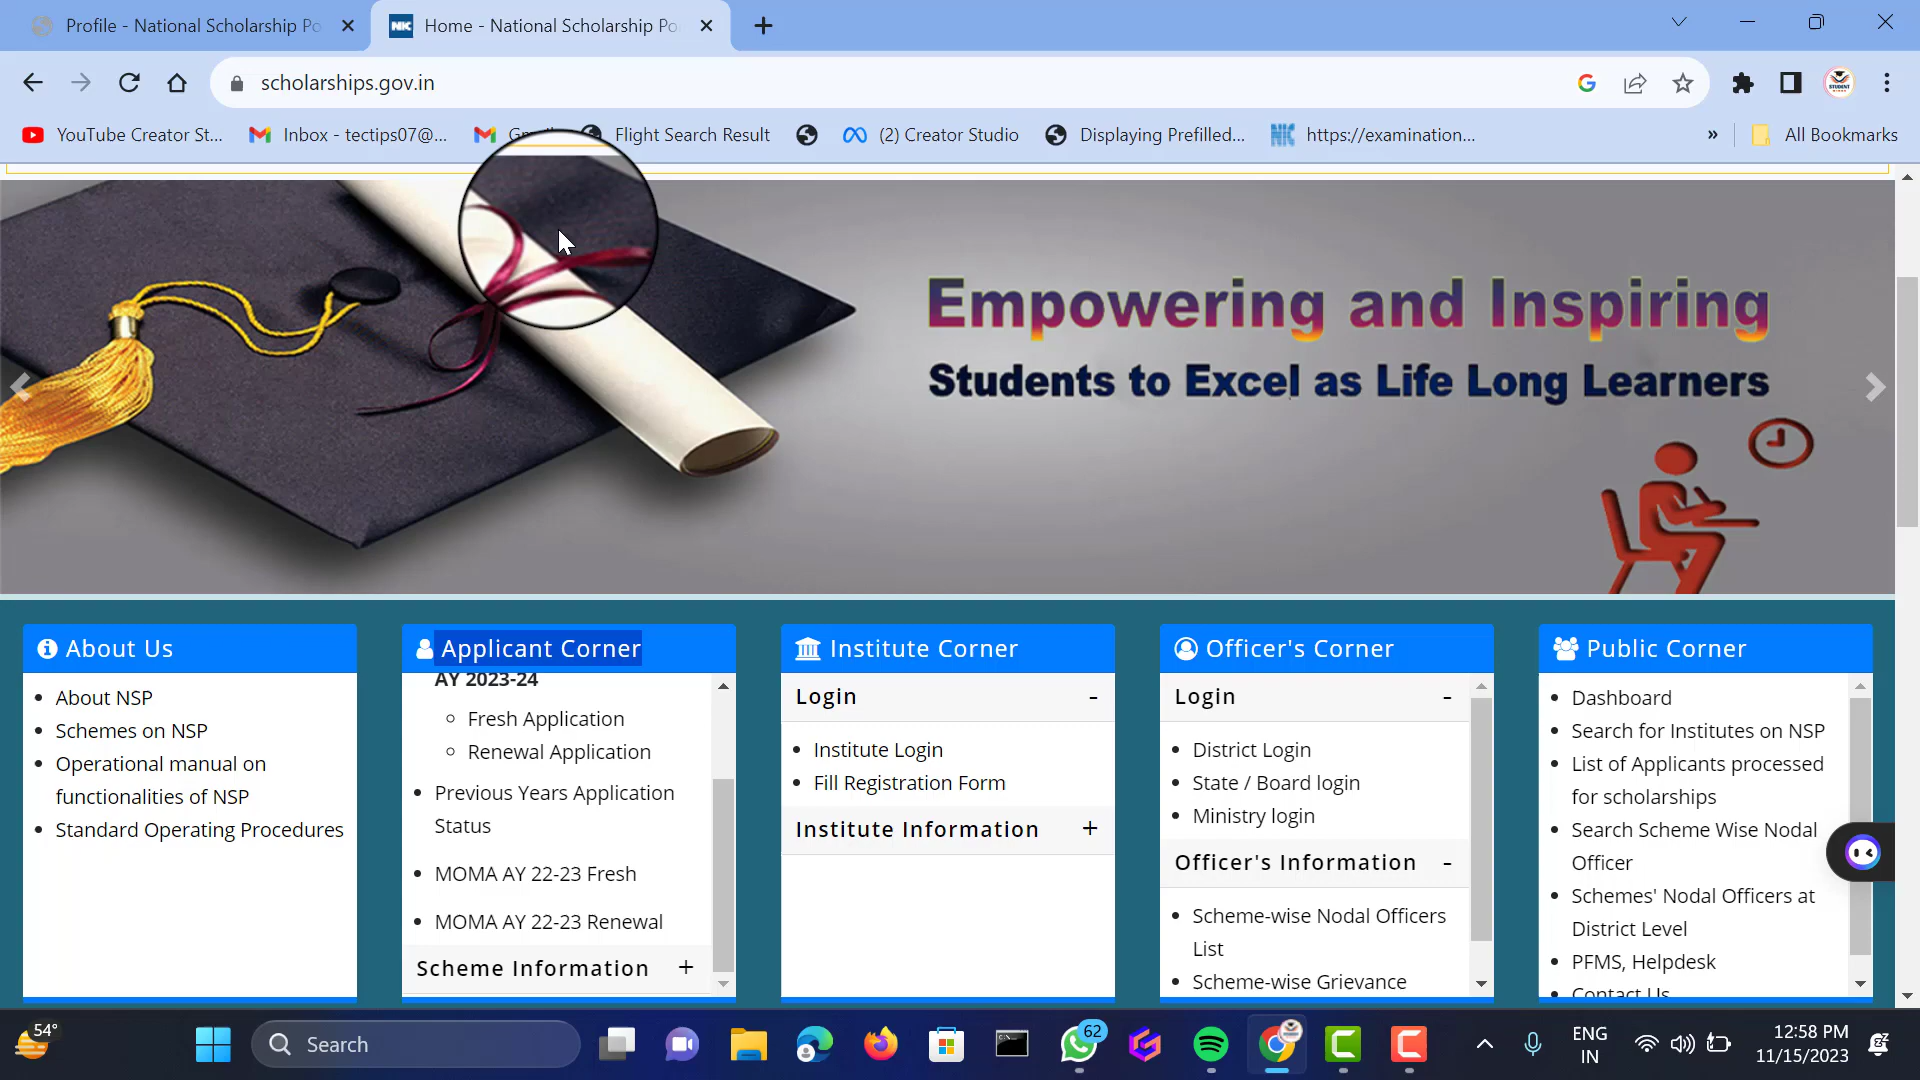 Profile - National Scholarship Po
Home - National Scholarship Po
scholarships.gov.in
YouTube Creator St...
Inbox - tectips07@...
Flight Search Result
(2) Creator Studio
Displaying Prefilled...
https://examination...
»
All Bookmarks
Empowering and Inspiring
Students to Excel as Life Long Learners
About Us
About NSP
Schemes on NSP
Operational manual on
functionalities of NSP
Standard Operating Procedures
Applicant Corner
AY 2023-24
Fresh Application
Renewal Application
Previous Years Application
Status
MOMA AY 22-23 Fresh
MOMA AY 22-23 Renewal
Scheme Information +
Institute Corner
Login -
Institute Login
Fill Registration Form
Institute Information +
Officer's Corner
Login -
District Login
State / Board login
Ministry login
Officer's Information -
Scheme-wise Nodal Officers
List
Scheme-wise Grievance
Public Corner
Dashboard
Search for Institutes on NSP
List of Applicants processed
for scholarships
Search Scheme Wise Nodal
Officer
Schemes' Nodal Officers at
District Level
PFMS, Helpdesk
Contact Us
54°
Search
62
ENG
IN
12:58 PM
11/15/2023